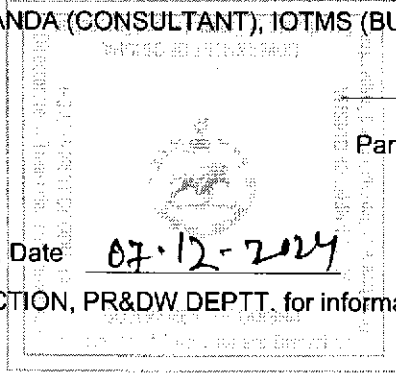 ANDA (CONSULTANT), IOTMS (BU
Par
Date 07.12-2024
CTION, PR&DW DEPTT. for informa